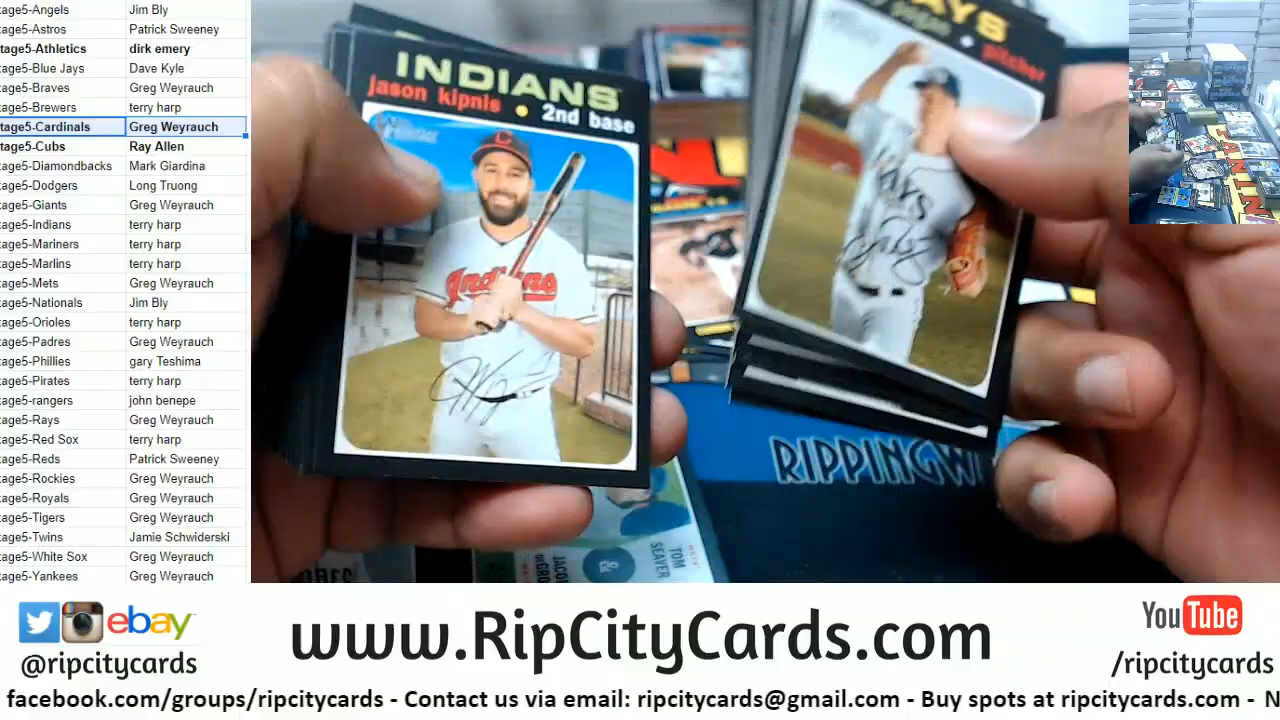 tage5-Angels Jim Bly
tage5-Astros Patrick Sweeney
tage5-Athletics dirk emery
tage5-Blue Jays Dave Kyle
tage5-Braves Greg Weyrauch
tage5-Brewers terry harp
tage5-Cardinals Greg Weyrauch
tage5-Cubs Ray Allen
tage5-Diamondbacks Mark Giardina
tage5-Dodgers Long Truong
tage5-Giants Greg Weyrauch
tage5-Indians terry harp
tage5-Mariners terry harp
tage5-Marlins terry harp
tage5-Mets Greg Weyrauch
tage5-Nationals Jim Bly
tage5-Orioles terry harp
tage5-Padres Greg Weyrauch
tage5-Phillies gary Teshima
tage5-Pirates terry harp
tage5-rangers john benepe
tage5-Rays Greg Weyrauch
tage5-Red Sox terry harp
tage5-Reds Patrick Sweeney
tage5-Rockies Greg Weyrauch
tage5-Royals Greg Weyrauch
tage5-Tigers Greg Weyrauch
tage5-Twins Jamie Schwiderski
tage5-White Sox Greg Weyrauch
tage5-Yankees Greg Weyrauch
INDIANS
jason kipnis • 2nd base
Indians
AYS
pitcher
RAYS
RIPPINGW
TOM SEAVER
&
JACOB DEGRO
ebay
@ripcitycards
www.RipCityCards.com
YouTube
/ripcitycards
facebook.com/groups/ripcitycards - Contact us via email: ripcitycards@gmail.com - Buy spots at ripcitycards.com - N